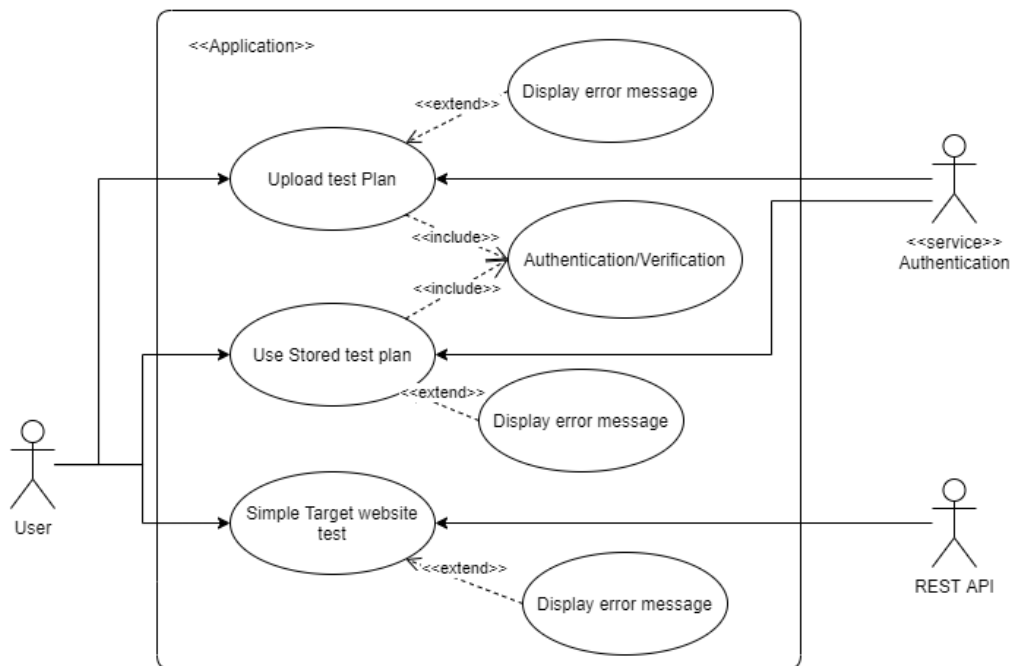 <<Application>>
Display error message
<<extend>>
Upload test Plan
<<include>>
<<service>>
Authentication
Authentication/Verification
<<include>>
Use Stored test plan
<<extend>>
Display error message
User
Simple Target website
test
<<extend>>
REST API
Display error message